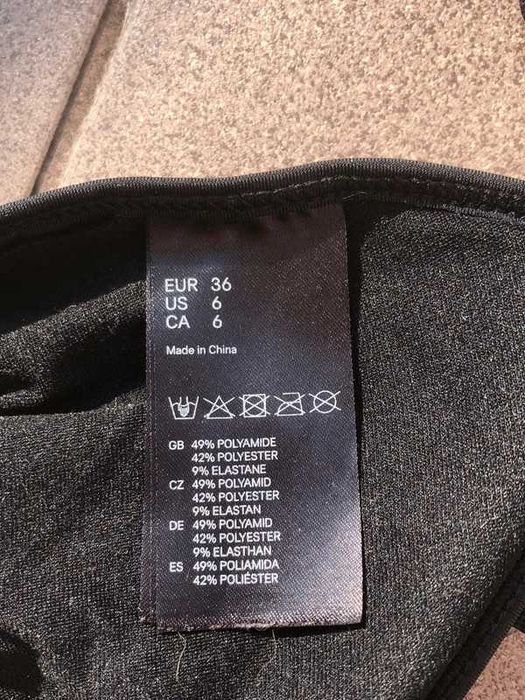 EUR 36
US 6
CA 6
Made in China
GB 49% POLYAMIDE
42% POLYESTER
9% ELASTANE
CZ 49% POLYAMID
42% POLYESTER
9% ELASTAN
DE 49% POLYAMID
42% POLYESTER
9% ELASTHAN
ES 49% POLIAMIDA
42% POLIÉSTER